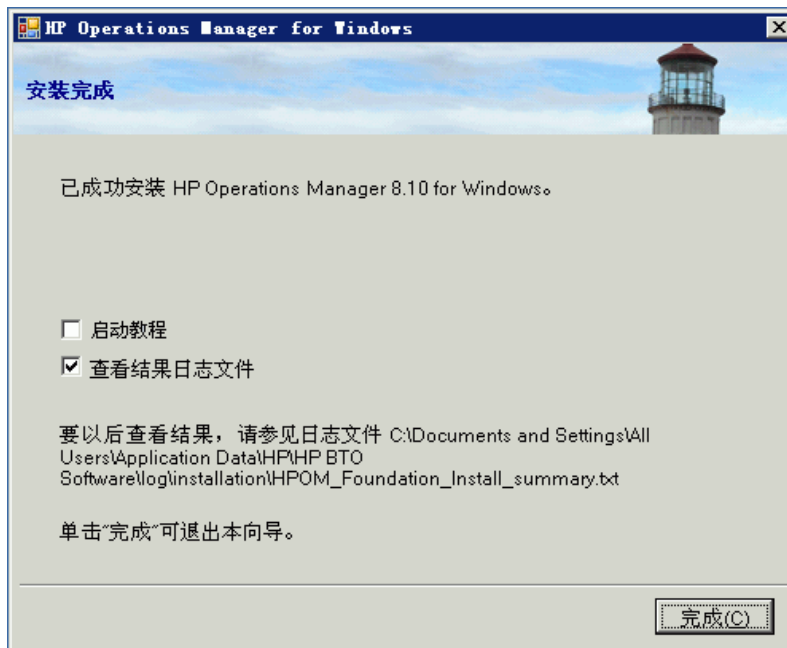 HP Operations Manager for Windows
安装完成
已成功安装 HP Operations Manager 8.10 for Windows。
启动教程
查看结果日志文件
要以后查看结果，请参见日志文件 C:\Documents and Settings\All
Users\Application Data\HP\HP BTO
Software\log\installation\HPOM_Foundation_Install_summary.txt
单击“完成”可退出本向导。
完成(C)